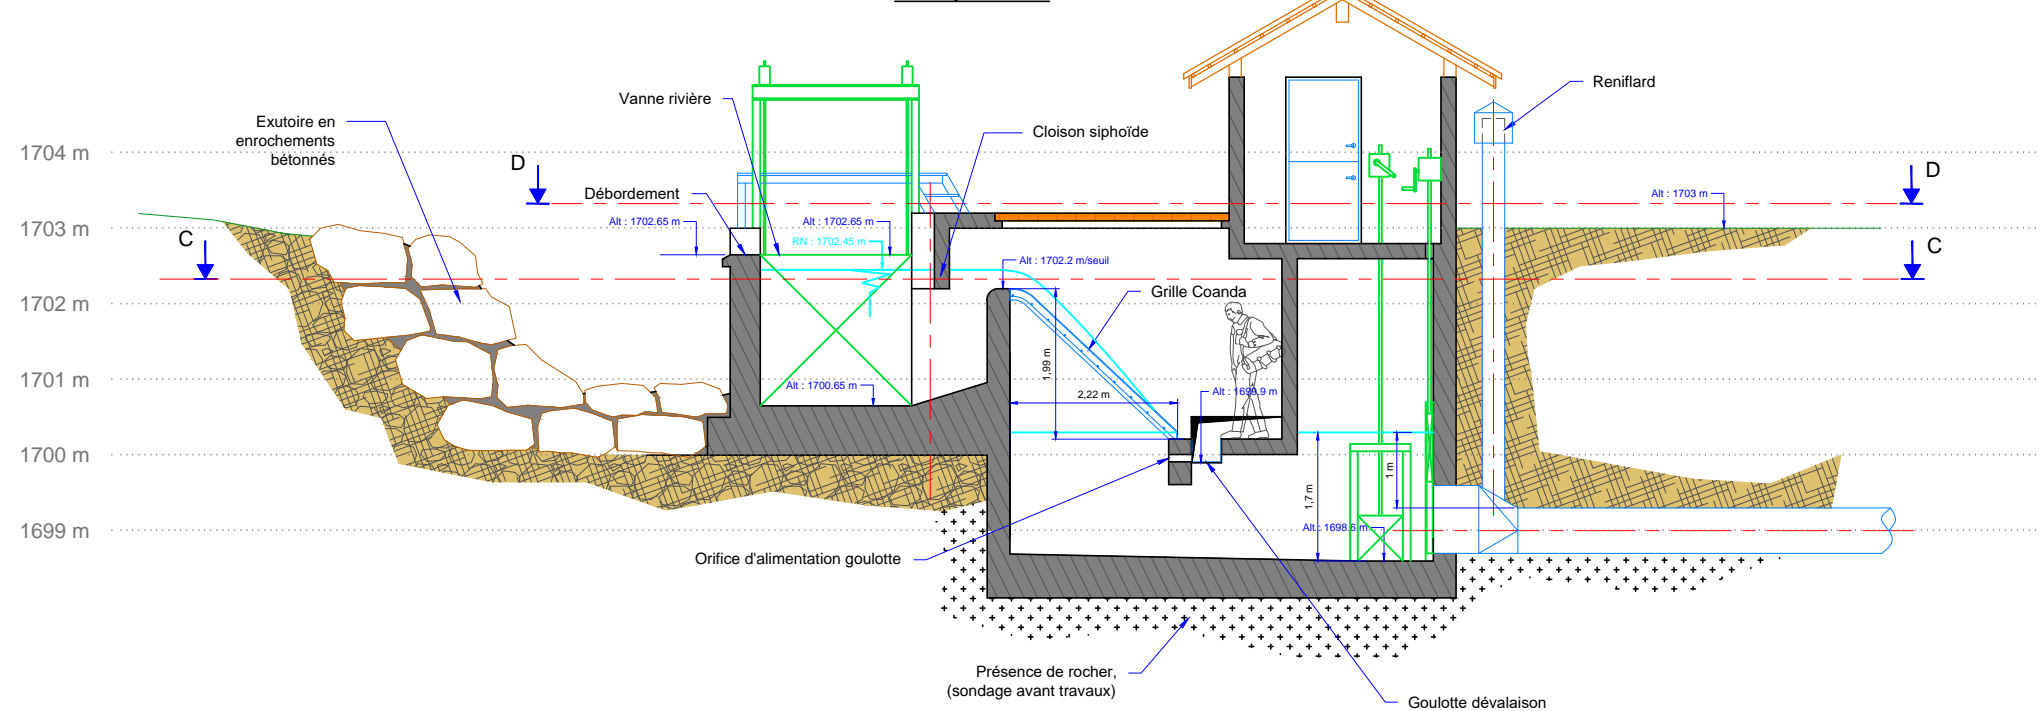 Reniflard
Vanne rivière
Exutoire en
enrochements
bétonnés
Cloison siphoïde
1704 m
D
D
Débordement
Alt : 1703 m
Alt : 1702.65 m
Alt : 1702.65 m
1703 m
C
RN : 1702.45 m
C
Alt : 1702.2 m/seuil
Grille Coanda
1702 m
1,99 m
1701 m
Alt : 1700.65 m
2,22 m
Alt : 1699.9 m
1700 m
1 m
1,7 m
1699 m
Alt : 1698.6 m
Orifice d'alimentation goulotte
Présence de rocher,
(sondage avant travaux)
Goulotte dévalaison